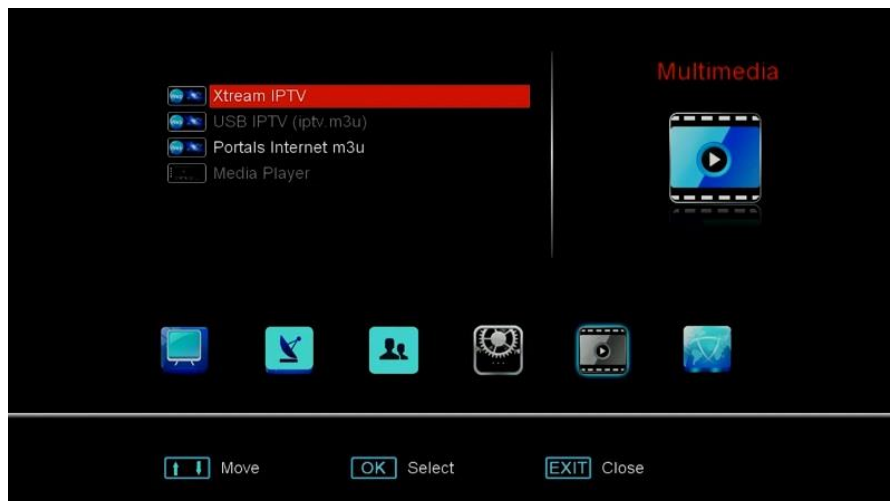 Multimedia
Xtream IPTV
USB IPTV (iptv.m3u)
Portals Internet m3u
Media Player
Move
OK Select
EXIT Close